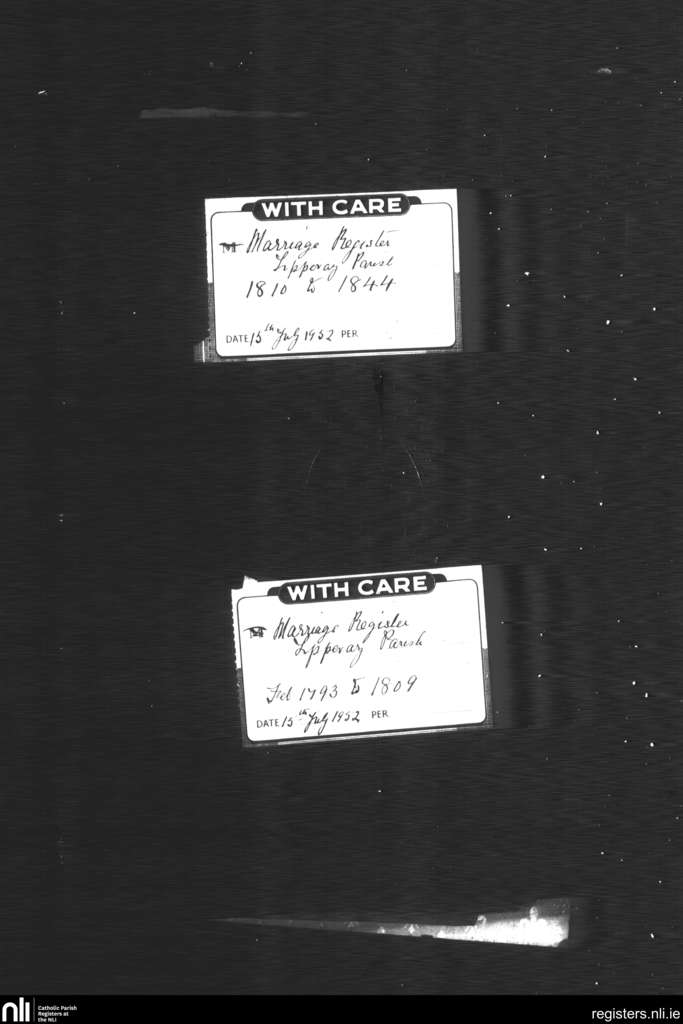 WITH CARE
M Marriage Register
Tipperary Parish
1810 to 1844
DATE 15th July 1952 PER
WITH CARE
M Marriage Register
Tipperary Parish
Feb 1793 to 1809
DATE 15th July 1952 PER
nli
Catholic Parish
Registers at
the NLI
registers.nli.ie